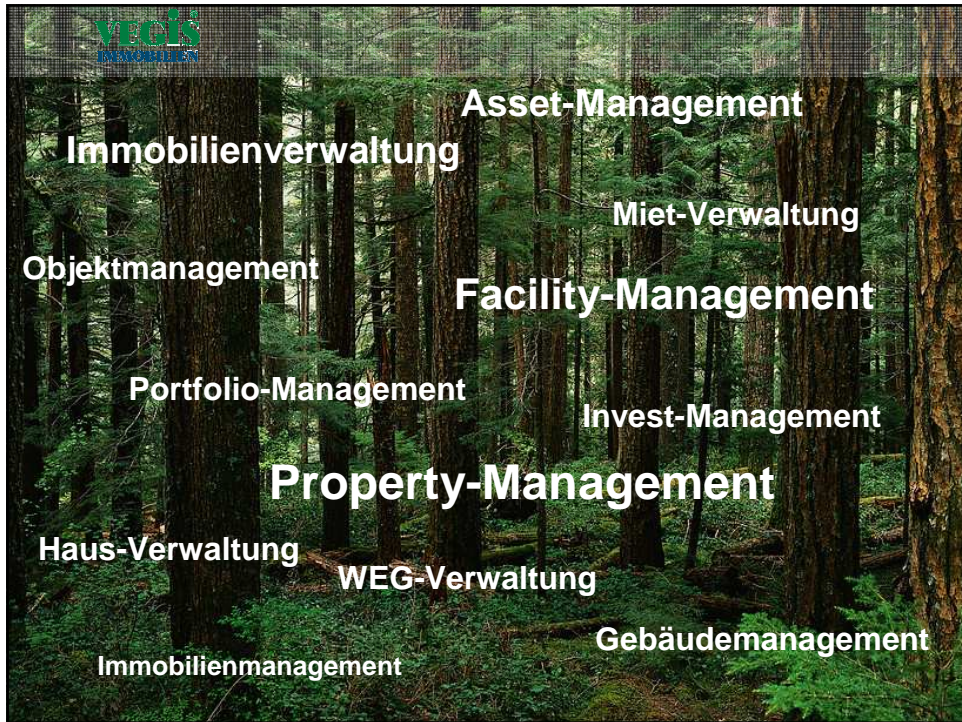 VEGIS
IMMOBILIEN
Asset-Management
Immobilienverwaltung
Miet-Verwaltung
Objektmanagement
Facility-Management
Portfolio-Management
Invest-Management
Property-Management
Haus-Verwaltung
WEG-Verwaltung
Gebäudemanagement
Immobilienmanagement